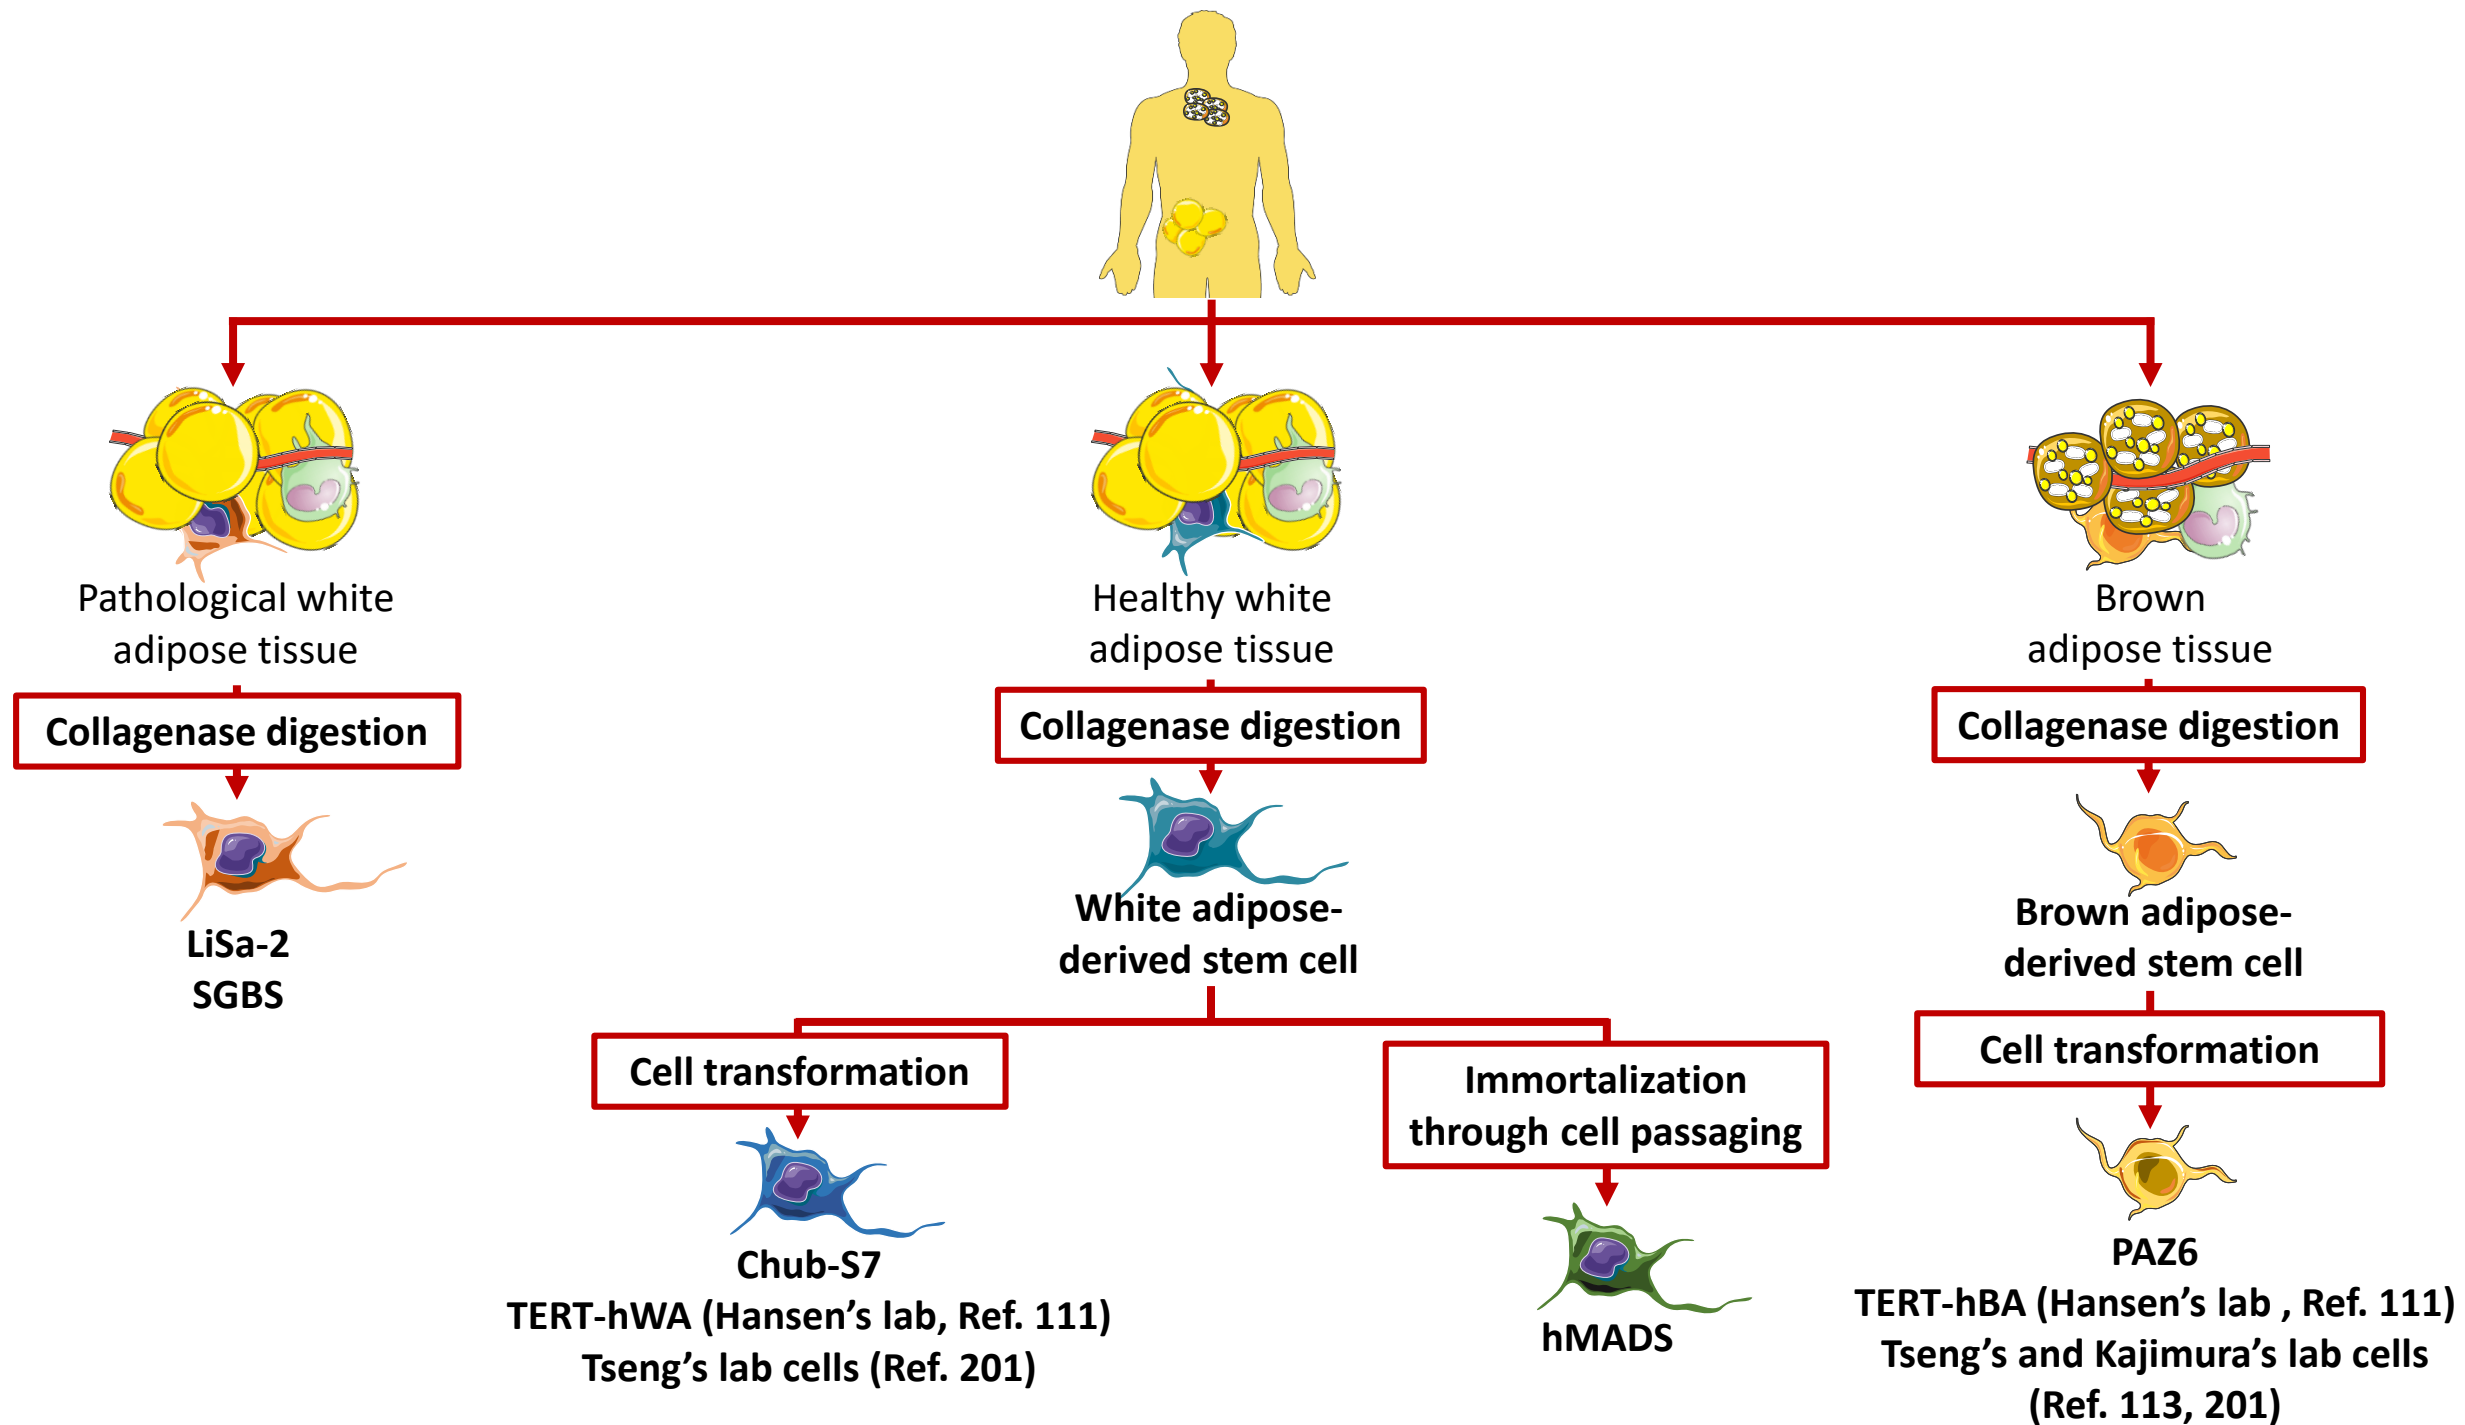 Pathological white
adipose tissue
Collagenase digestion
LiSa-2
SGBS
Healthy white
adipose tissue
Collagenase digestion
White adipose-
derived stem cell
Cell transformation
Chub-S7
TERT-hWA (Hansen’s lab, Ref. 111)
Tseng’s lab cells (Ref. 201)
Immortalization
through cell passaging
hMADS
Brown
adipose tissue
Collagenase digestion
Brown adipose-
derived stem cell
Cell transformation
PAZ6
TERT-hBA (Hansen’s lab , Ref. 111)
Tseng’s and Kajimura’s lab cells
(Ref. 113, 201)